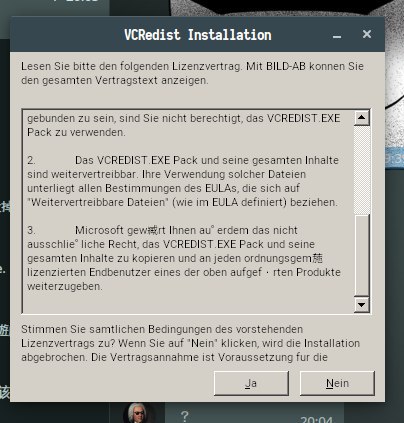 VCRedist Installation
Lesen Sie bitte den folgenden Lizenzvertrag. Mit BILD-AB konnen Sie
den gesamten Vertragstext anzeigen.
gebunden zu sein, sind Sie nicht berechtigt, das VCREDIST.EXE
Pack zu verwenden.
2. Das VCREDIST.EXE Pack und seine gesamten Inhalte
sind weitervertreibbar. Ihre Verwendung solcher Dateien
unterliegt allen Bestimmungen des EULAs, die sich auf
"Weitervertreibbare Dateien" (wie im EULA definiert) beziehen.
3. Microsoft gew臧rt Ihnen auﾟerdem das nicht
ausschlieﾟliche Recht, das VCREDIST.EXE Pack und seine
gesamten Inhalte zu kopieren und an jeden ordnungsgem葹
lizenzierten Endbenutzer eines der oben aufgef・rten Produkte
weiterzugeben.
Stimmen Sie samtlichen Bedingungen des vorstehenden
Lizenzvertrags zu? Wenn Sie auf "Nein" klicken, wird die Installation
abgebrochen. Die Vertragsannahme ist Voraussetzung für die
Ja
Nein
?
20:04